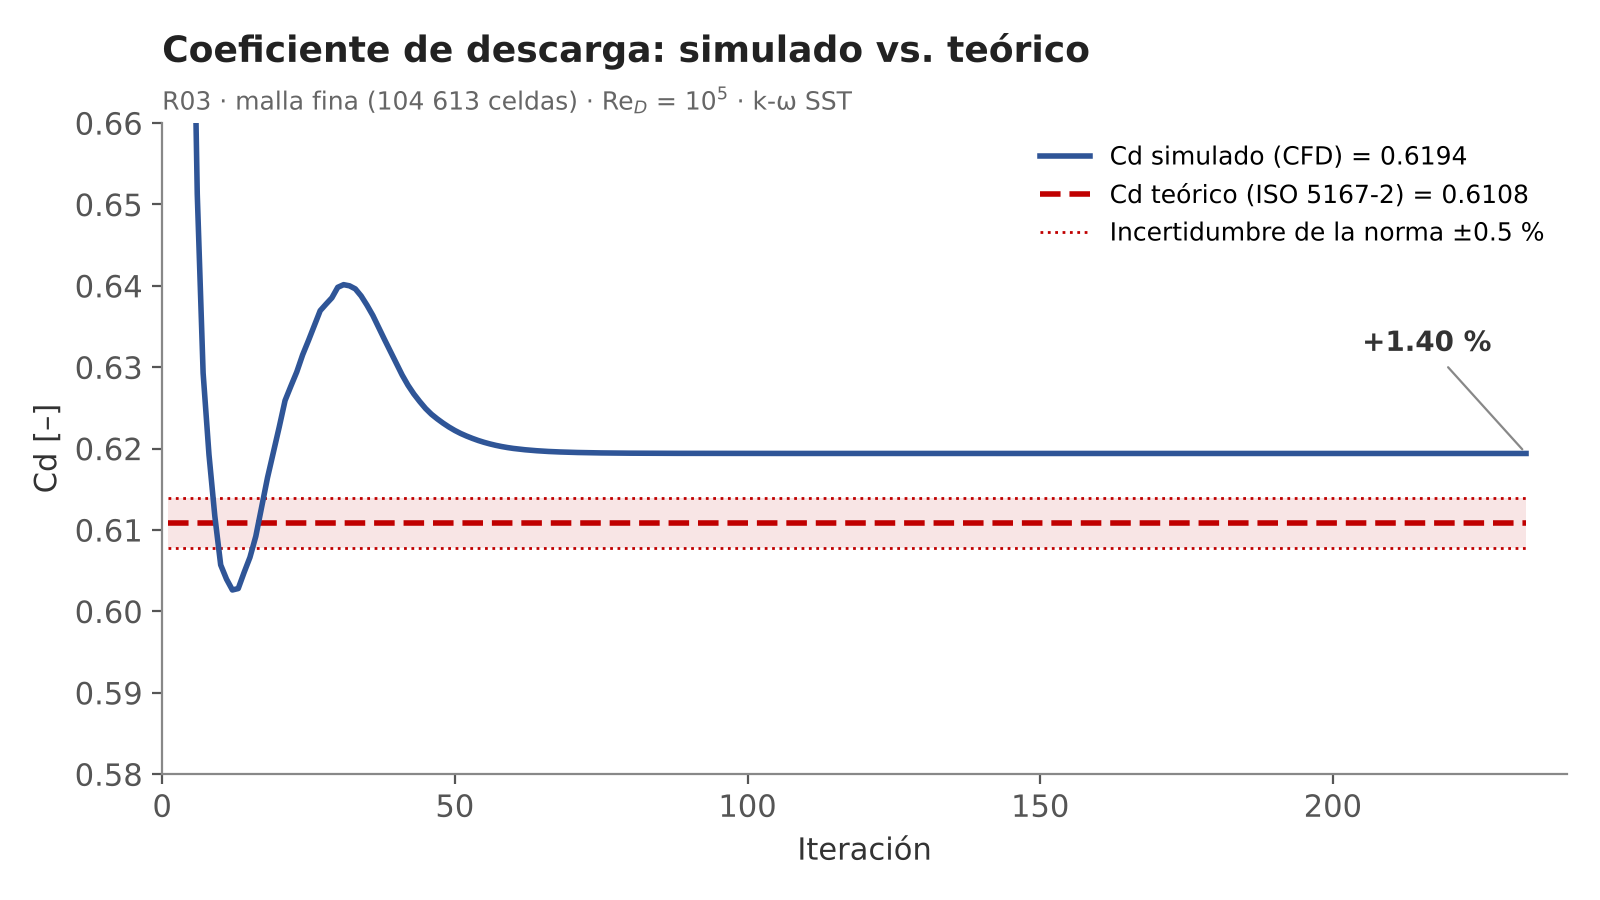 Coeficiente de descarga: simulado vs. teórico
R03 · malla fina (104 613 celdas) · Re_D = 10^5 · k-ω SST
Cd simulado (CFD) = 0.6194
Cd teórico (ISO 5167-2) = 0.6108
Incertidumbre de la norma ±0.5 %
+1.40 %
Cd [–]
0.66
0.65
0.64
0.63
0.62
0.61
0.60
0.59
0.58
0 50 100 150 200
Iteración